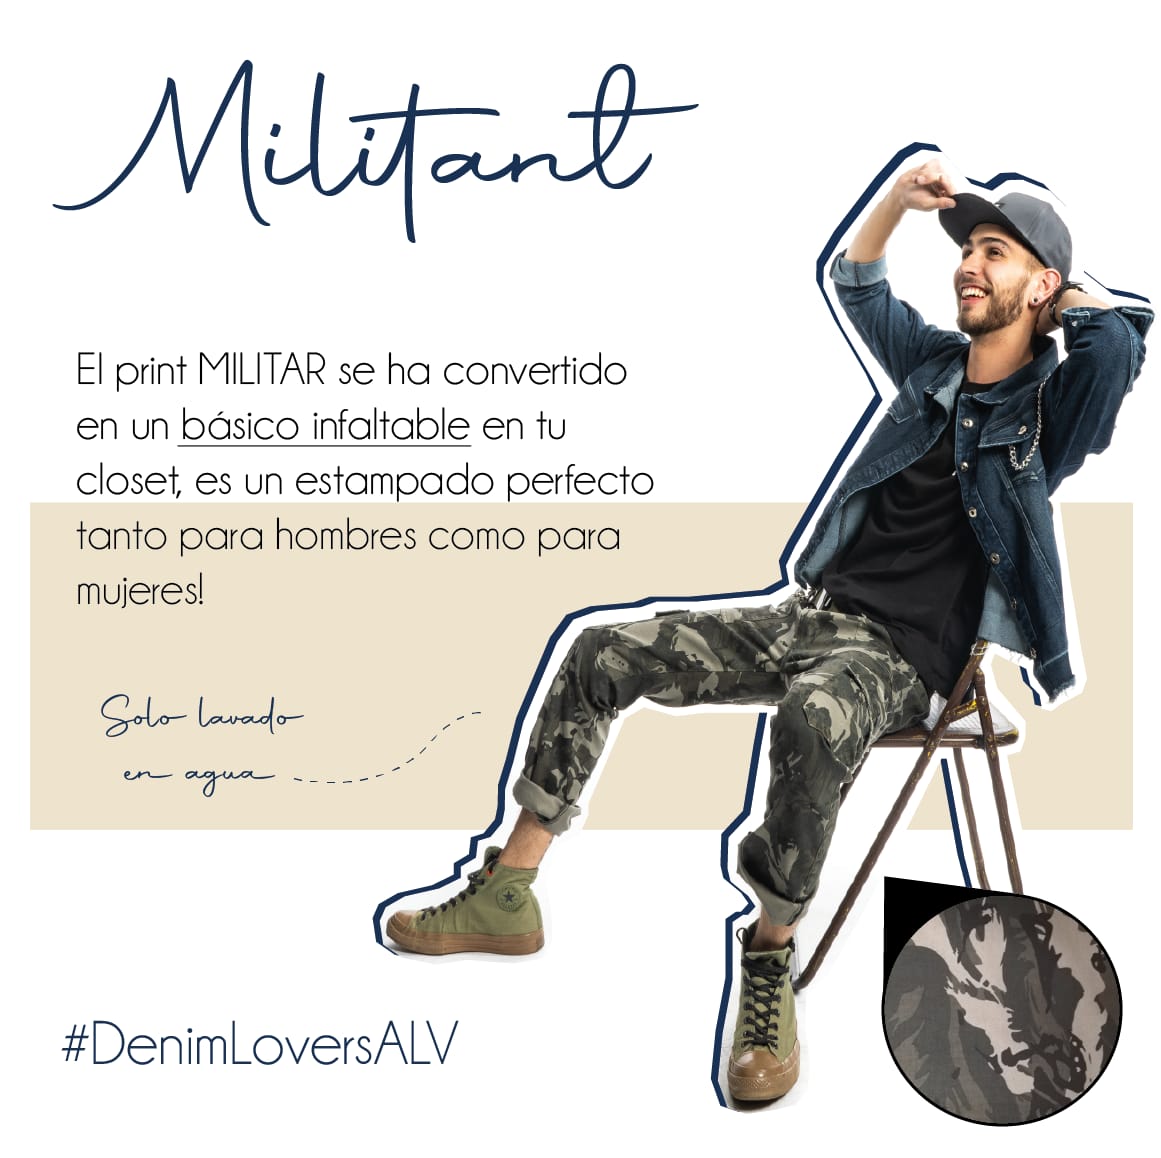 Militant
El print MILITAR se ha convertido
en un básico infaltable en tu
closet, es un estampado perfecto
tanto para hombres como para
mujeres!
Solo lavado
en agua
#DenimLoversALV